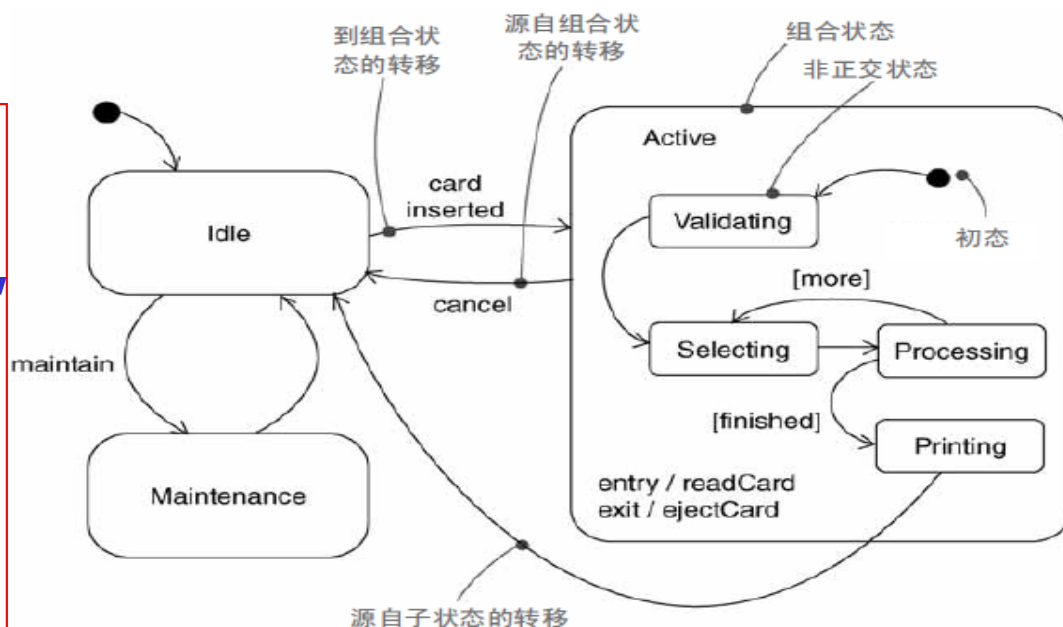 到组合状
态的转移
源自组合状
态的转移
组合状态
非正交状态
Active
card
inserted
Validating
初态
Idle
[more]
cancel
Selecting
Processing
maintain
[finished]
Printing
Maintenance
entry / readCard
exit / ejectCard
源自子状态的转移